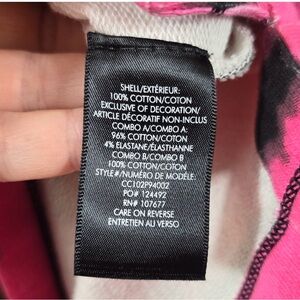 SHELL/EXTÉRIEUR:
100% COTTON/COTON
EXCLUSIVE OF DECORATION/
ARTICLE DÉCORATIF NON-INCLUS
COMBO A/COMBO A:
96% COTTON/COTON
4% ELASTANE/ÉLASTHANNE
COMBO B/COMBO B
100% COTTON/COTON
STYLE#/NUMÉRO DE MODÈLE:
CC102P94002
PO# 124492
RN# 107677
CARE ON REVERSE
ENTRETIEN AU VERSO